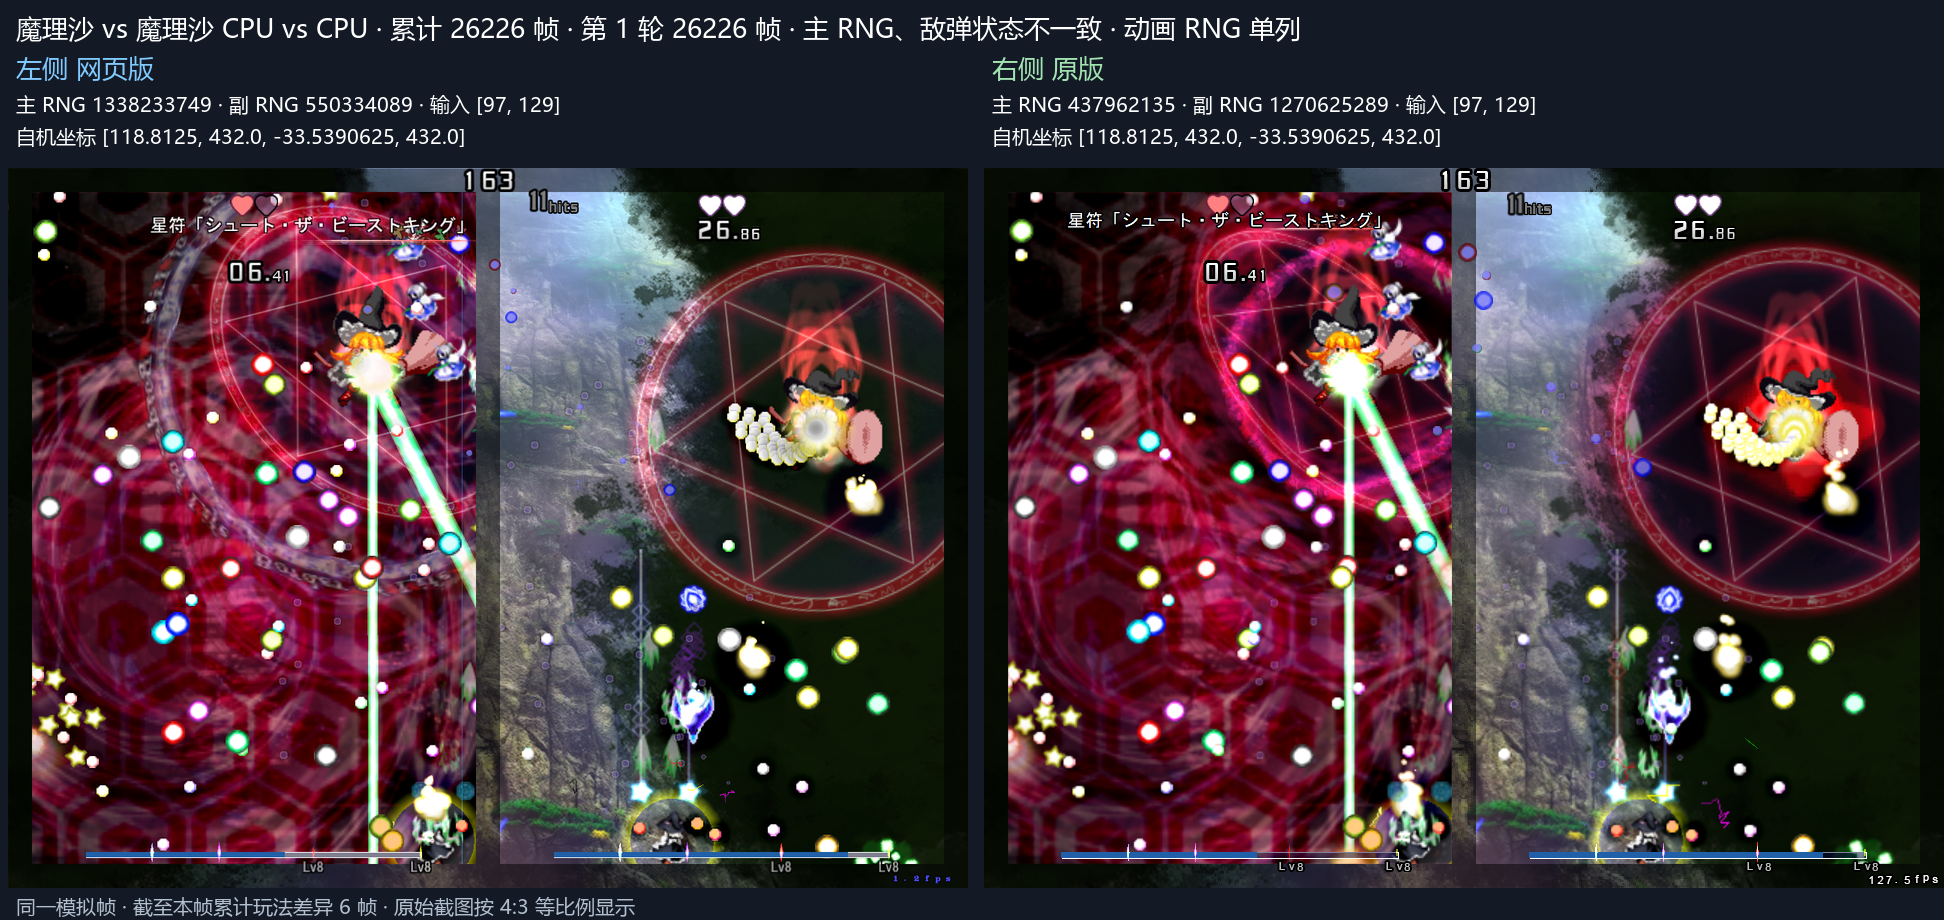 魔理沙 vs 魔理沙 CPU vs CPU · 累计 26226 帧 · 第 1 轮 26226 帧 · 主 RNG、敌弹状态不一致 · 动画 RNG 单列
左侧 网页版
主 RNG 1338233749 · 副 RNG 550334089 · 输入 [97, 129]
自机坐标 [118.8125, 432.0, -33.5390625, 432.0]
右侧 原版
主 RNG 437962135 · 副 RNG 1270625289 · 输入 [97, 129]
自机坐标 [118.8125, 432.0, -33.5390625, 432.0]
163
11hits
星符「シュート・ザ・ビーストキング」
26.86
06.41
Lv8
Lv8
Lv8
Lv8
1.2fps
163
11hits
星符「シュート・ザ・ビーストキング」
26.86
06.41
Lv8
Lv8
Lv8
Lv8
127.5fps
同一模拟帧 · 截至本帧累计玩法差异 6 帧 · 原始截图按 4:3 等比例显示